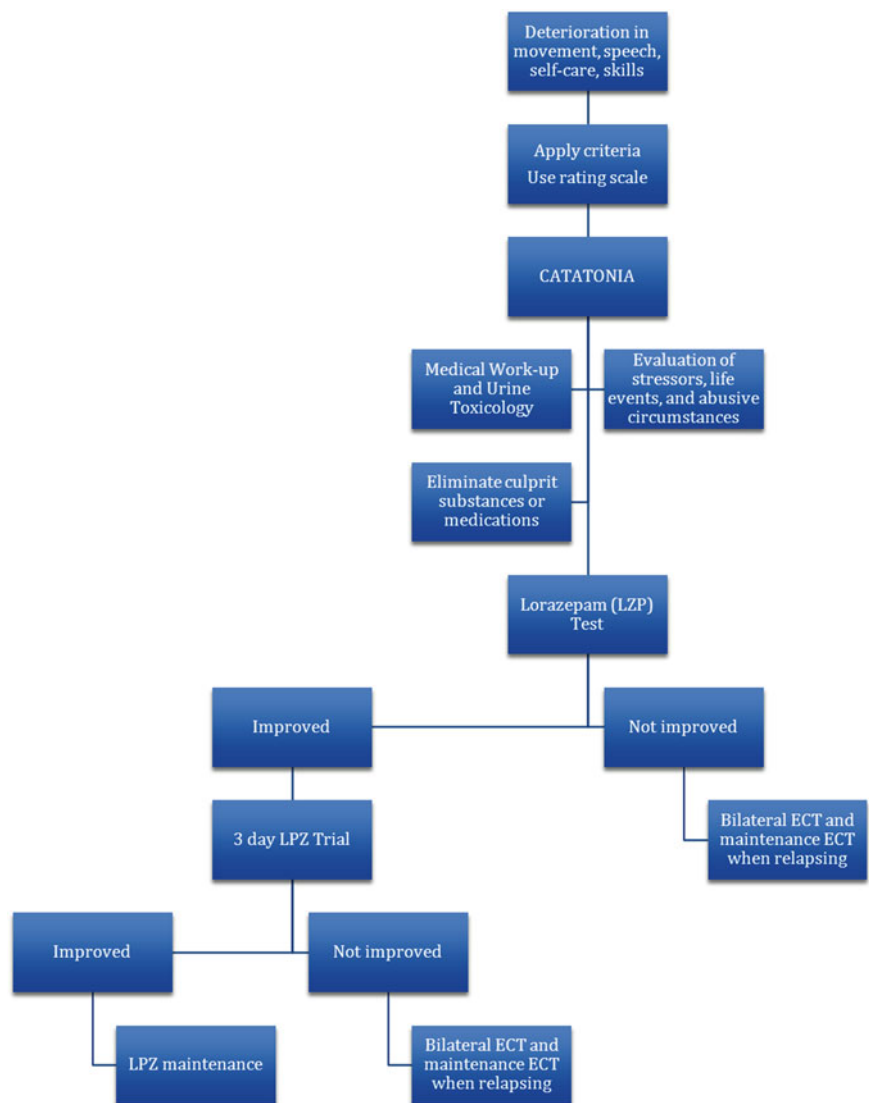 Deterioration in
movement, speech,
self-care, skills
Apply criteria
Use rating scale
CATATONIA
Medical Work-up
and Urine
Toxicology
Evaluation of
stressors, life
events, and abusive
circumstances
Eliminate culprit
substances or
medications
Lorazepam (LZP)
Test
Improved
Not improved
3 day LPZ Trial
Bilateral ECT and
maintenance ECT
when relapsing
Improved
Not improved
LPZ maintenance
Bilateral ECT and
maintenance ECT
when relapsing